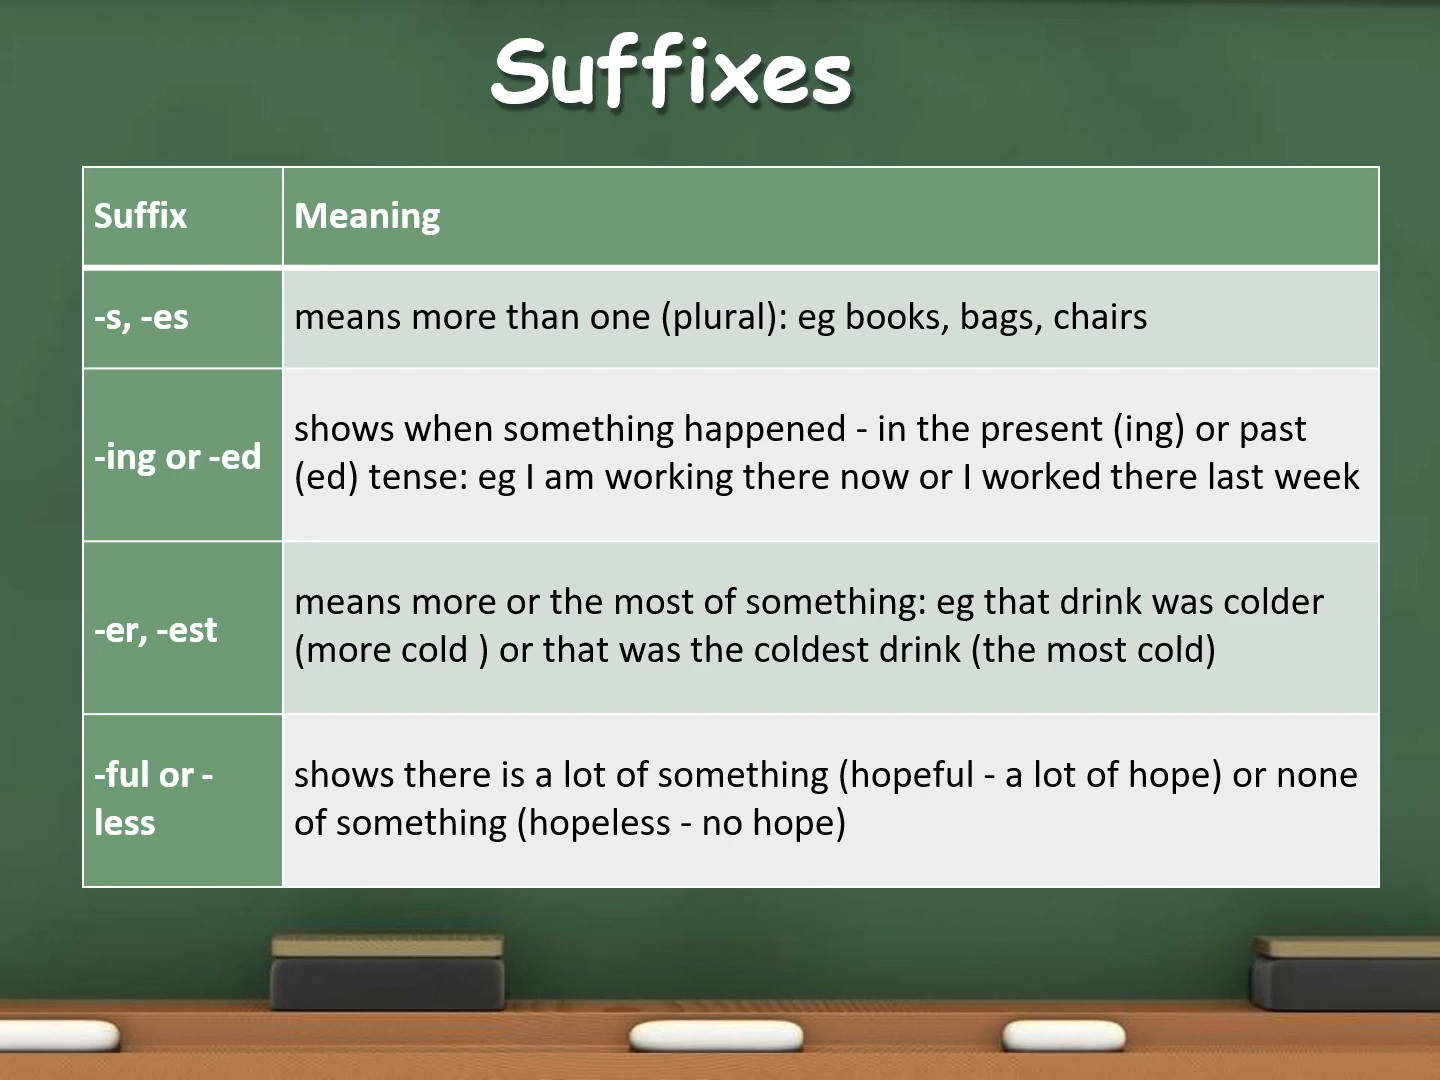 Suffixes
Suffix
Meaning
-s, -es
means more than one (plural): eg books, bags, chairs
-ing or -ed
shows when something happened - in the present (ing) or past
(ed) tense: eg I am working there now or I worked there last week
-er, -est
means more or the most of something: eg that drink was colder
(more cold ) or that was the coldest drink (the most cold)
-ful or -
less
shows there is a lot of something (hopeful - a lot of hope) or none
of something (hopeless - no hope)